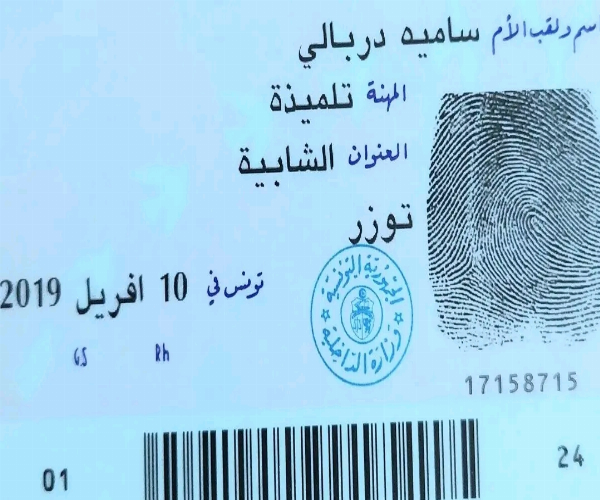 اسم ولقب الأم ساميه دربالي
المهنة تلميذة
العنوان الشابية
توزر
تونس في 10 افريل 2019
GS Rh
الجمهورية التونسية
وزارة الداخلية
17158715
01
24